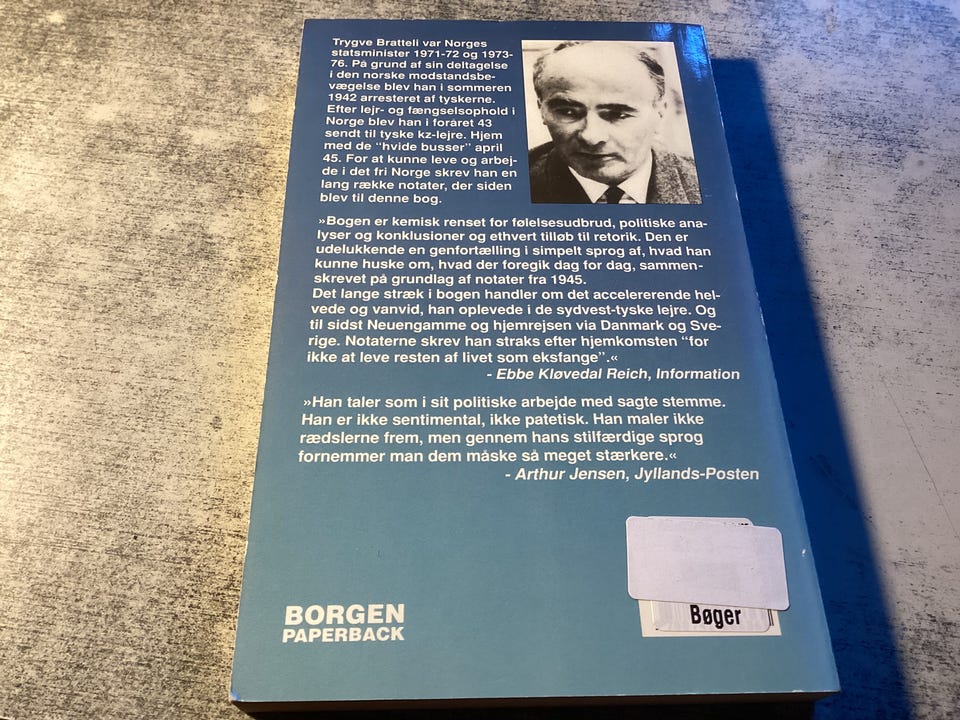 Trygve Bratteli var Norges
statsminister 1971-72 og 1973-
76. På grund af sin deltagelse
i den norske modstandsbe-
vægelse blev han i sommeren
1942 arresteret af tyskerne.
Efter lejr- og fængselsophold i
Norge blev han i foråret 43
sendt til tyske kz-lejre. Hjem
med de "hvide busser" april
45. For at kunne leve og arbej-
de i det fri Norge skrev han en
lang række notater, der siden
blev til denne bog.
»Bogen er kemisk renset for følelsesudbrud, politiske ana-
lyser og konklusioner og ethvert tilløb til retorik. Den er
udelukkende en genfortælling i simpelt sprog af, hvad han
kunne huske om, hvad der foregik dag for dag, sammen-
skrevet på grundlag af notater fra 1945.
Det lange stræk i bogen handler om det accelererende hel-
vede og vanvid, han oplevede i de sydvest-tyske lejre. Og
til sidst Neuengamme og hjemrejsen via Danmark og Sve-
rige. Notaterne skrev han straks efter hjemkomsten "for
ikke at leve resten af livet som eksfange".«
- Ebbe Kløvedal Reich, Information
»Han taler som i sit politiske arbejde med sagte stemme.
Han er ikke sentimental, ikke patetisk. Han maler ikke
rædslerne frem, men gennem hans stilfærdige sprog
fornemmer man dem måske så meget stærkere.«
- Arthur Jensen, Jyllands-Posten
BORGEN
PAPERBACK
Bøger